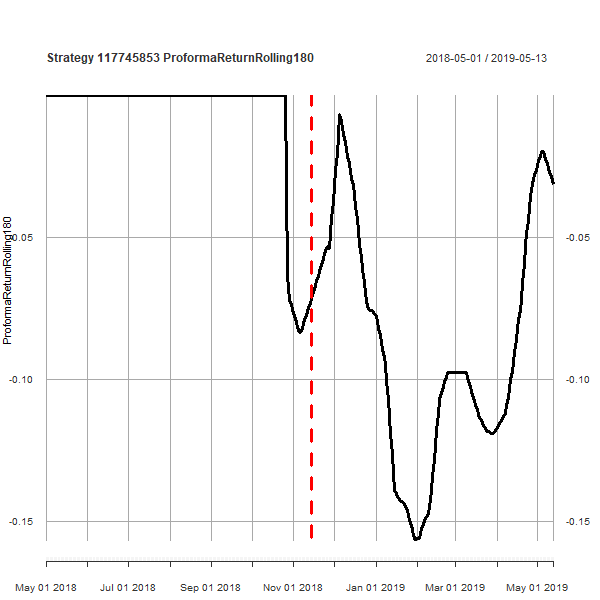 Strategy 117745853 ProformaReturnRolling180
2018-05-01 / 2019-05-13
ProformaReturnRolling180
-0.05
-0.05
-0.10
-0.10
-0.15
-0.15
May 01 2018
Jul 01 2018
Sep 01 2018
Nov 01 2018
Jan 01 2019
Mar 01 2019
May 01 2019